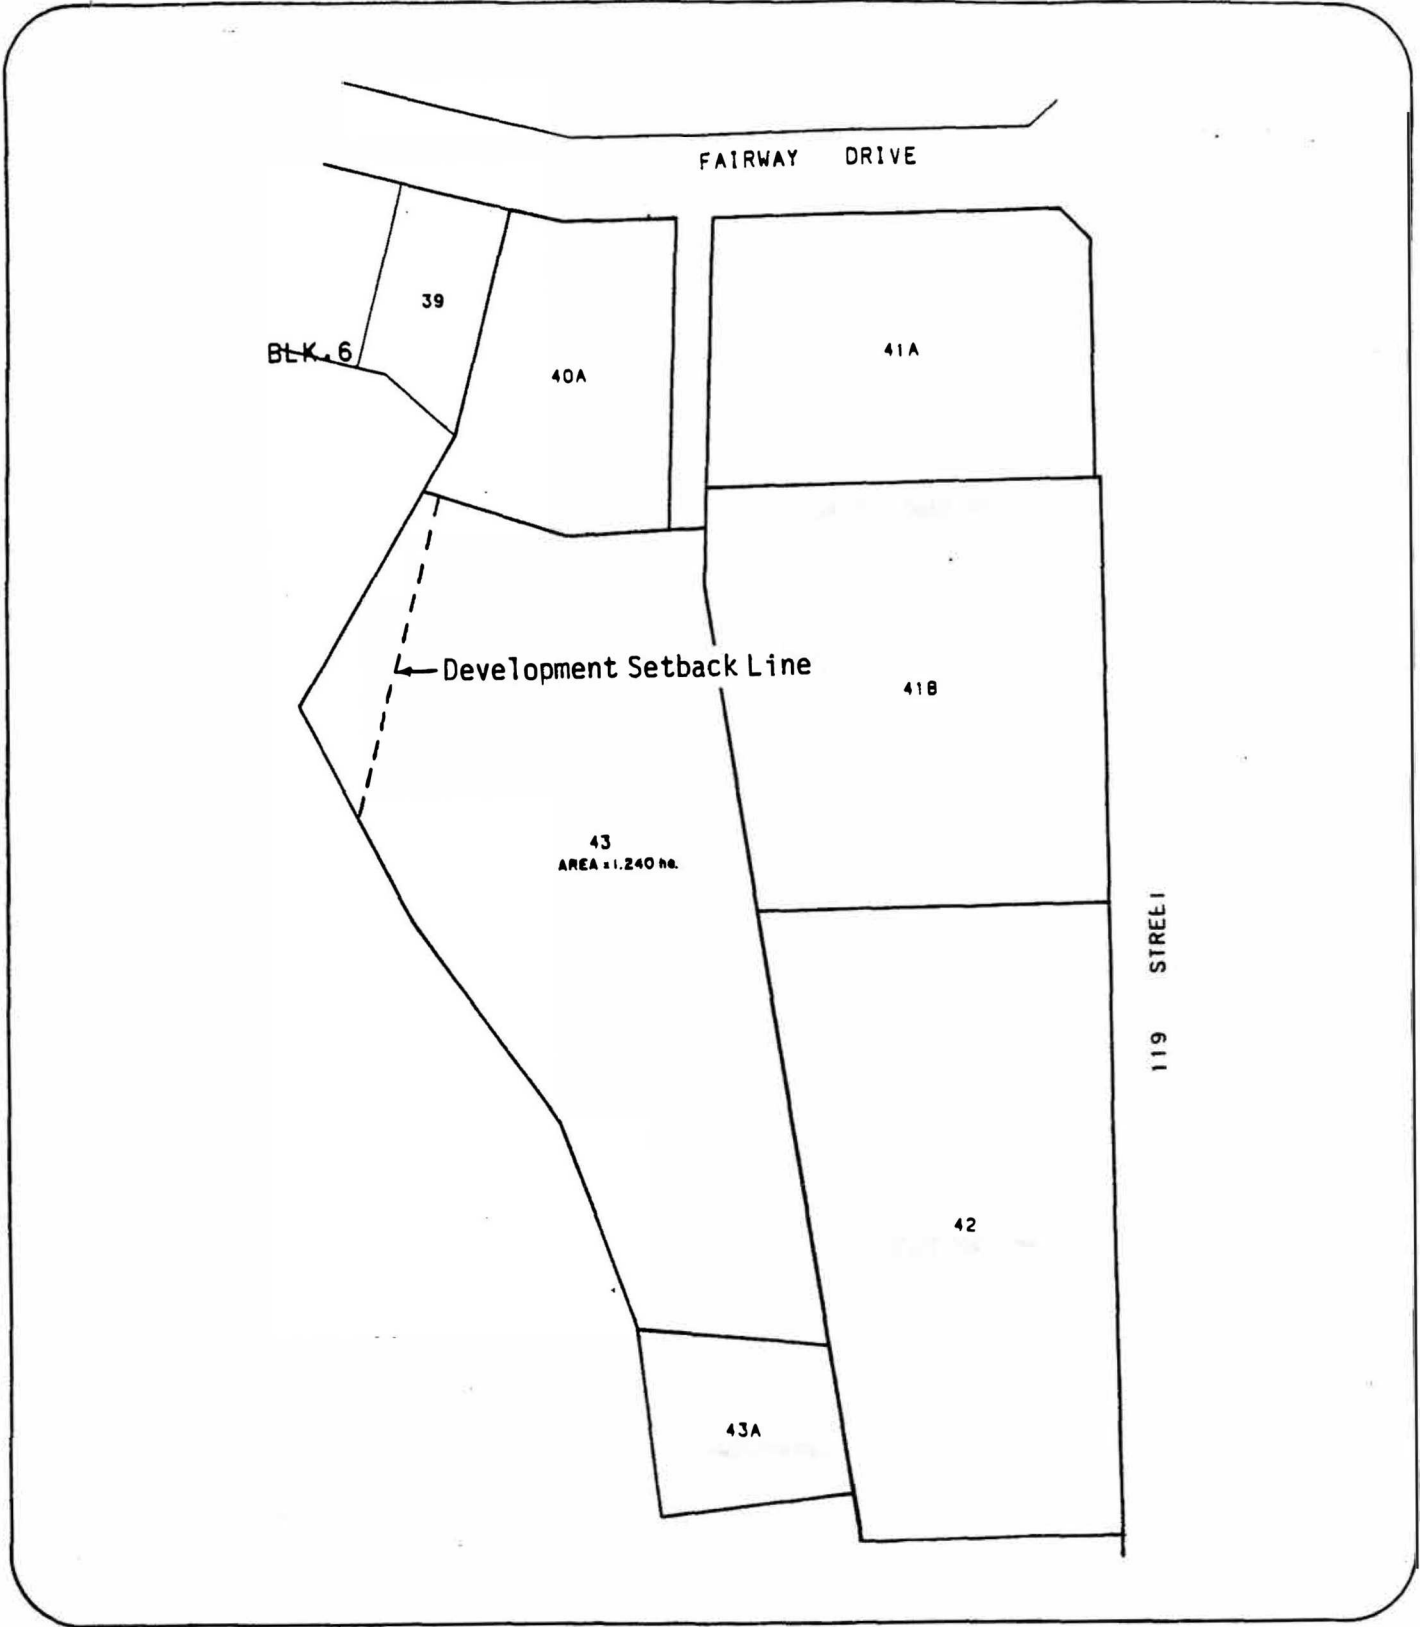 FAIRWAY DRIVE
39
BLK. 6
40A
41A
Development Setback Line
41B
43
AREA = 1.240 ha.
119 STREET
42
43A